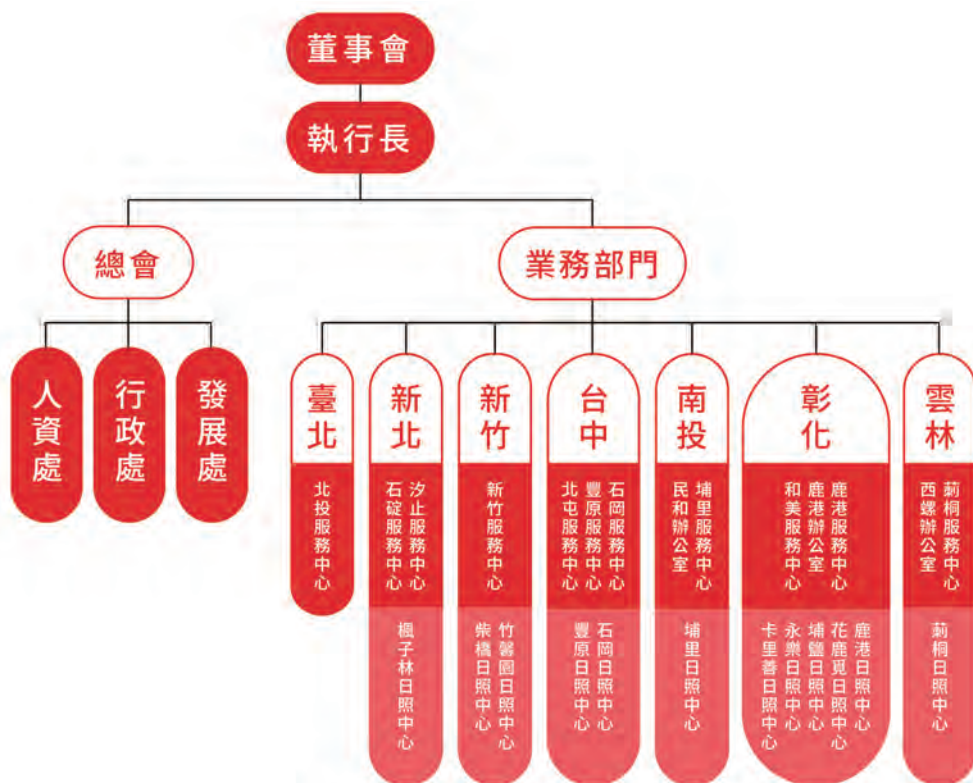 董事會
執行長
總會
業務部門
人資處
行政處
發展處
臺北
北投服務中心
新北
汐止服務中心
石碇服務中心
楓子林日照中心
新竹
新竹服務中心
竹馨園日照中心
柴橋日照中心
台中
石岡服務中心
豐原服務中心
北屯服務中心
石岡日照中心
豐原日照中心
南投
埔里服務中心
民和辦公室
埔里日照中心
彰化
鹿港服務中心
鹿港辦公室
和美服務中心
鹿港日照中心
花鹿覓日照中心
埔鹽日照中心
永樂日照中心
卡里善日照中心
雲林
莿桐服務中心
西螺辦公室
莿桐日照中心